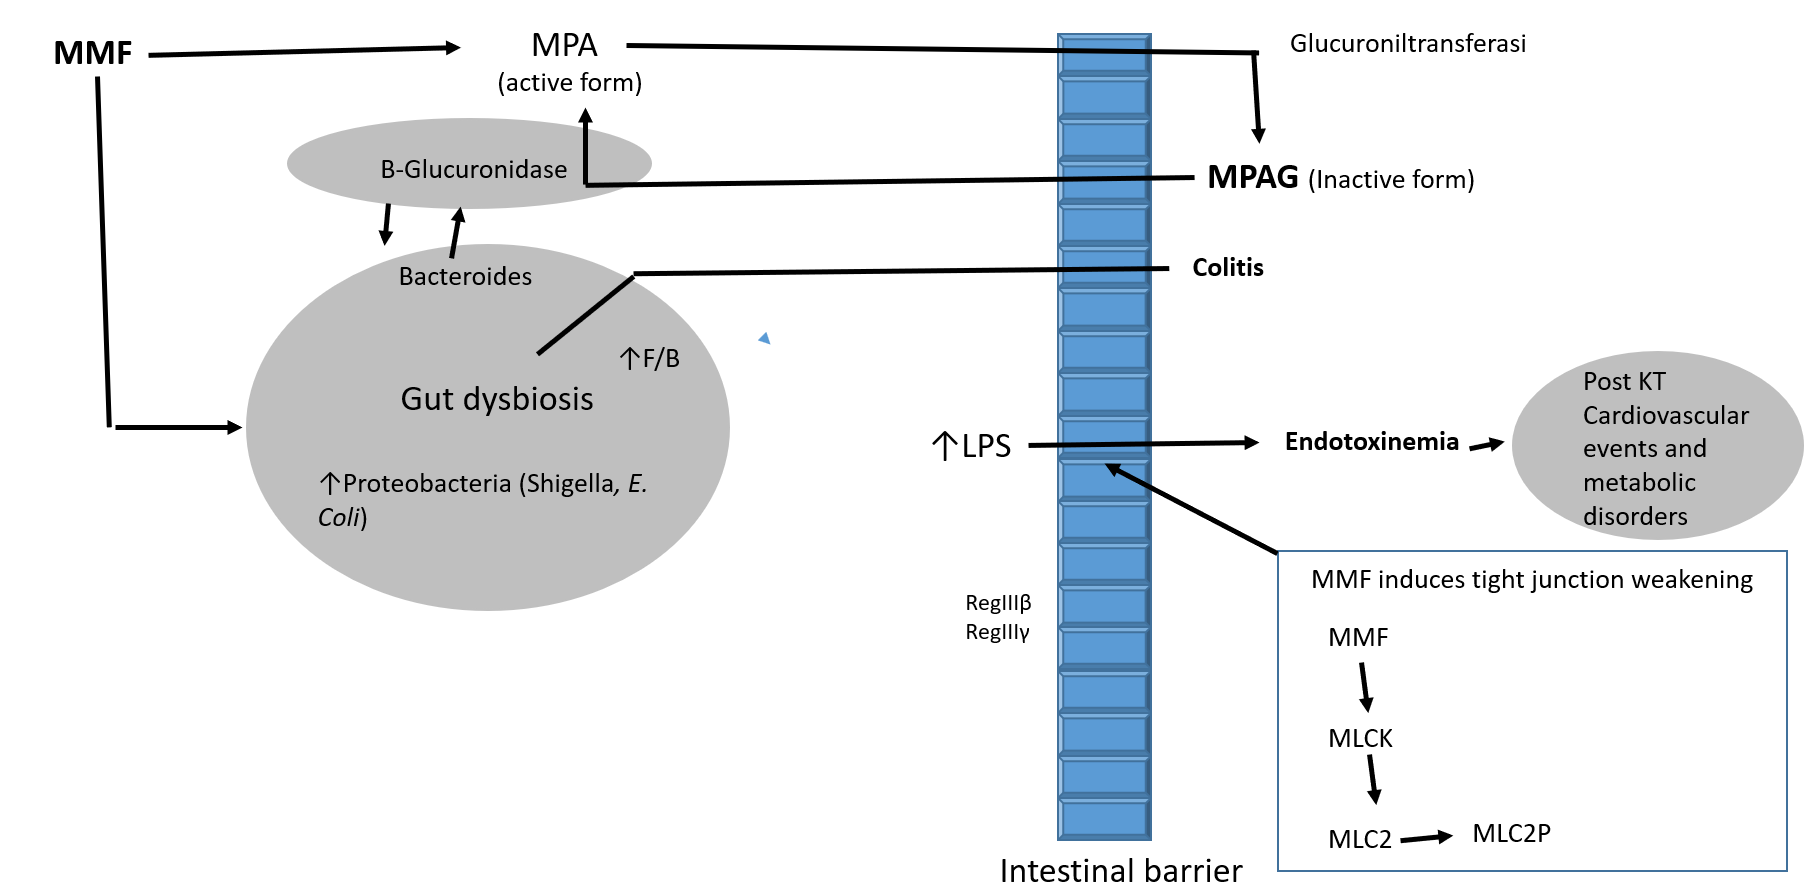 MMF
MPA
(active form)
Glucuroniltransferasi
B-Glucuronidase
MPAG (Inactive form)
Bacteroides
Colitis
↑F/B
Gut dysbiosis
↑Proteobacteria (Shigella, E.
Coli)
↑LPS
Endotoxinemia
Post KT
Cardiovascular
events and
metabolic
disorders
RegIIIβ
RegIIIγ
MMF induces tight junction weakening
MMF
MLCK
MLC2
MLC2P
Intestinal barrier